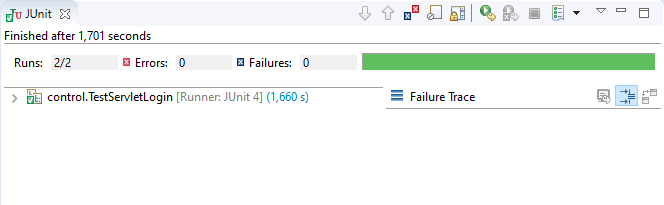 JUnit
Finished after 1,701 seconds
Runs: 2/2 Errors: 0 Failures: 0
control.TestServletLogin [Runner: JUnit 4] (1,660 s)
Failure Trace